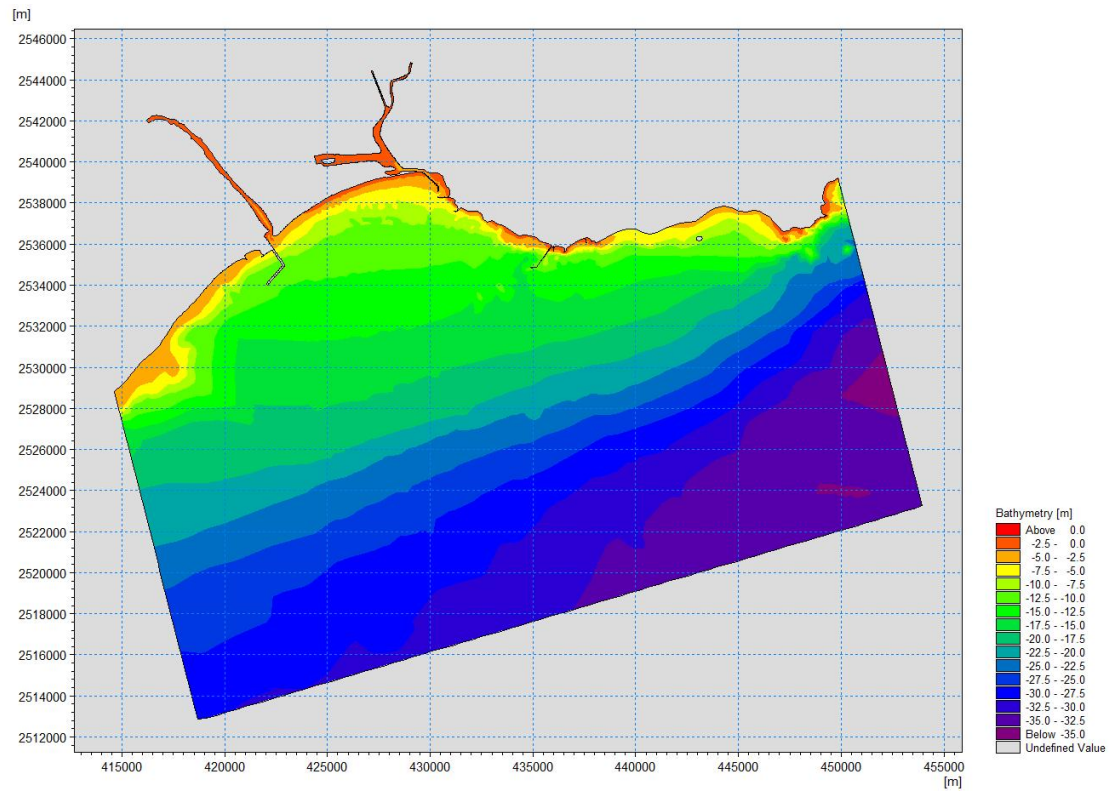 [m]
2546000
2544000
2542000
2540000
2538000
2536000
2534000
2532000
2530000
2528000
2526000
2524000
2522000
2520000
2518000
2516000
2514000
2512000
415000 420000 425000 430000 435000 440000 445000 450000 455000
[m]
Bathymetry [m]
Above 0.0
-2.5 - 0.0
-5.0 - -2.5
-7.5 - -5.0
-10.0 - -7.5
-12.5 - -10.0
-15.0 - -12.5
-17.5 - -15.0
-20.0 - -17.5
-22.5 - -20.0
-25.0 - -22.5
-27.5 - -25.0
-30.0 - -27.5
-32.5 - -30.0
-35.0 - -32.5
Below -35.0
Undefined Value